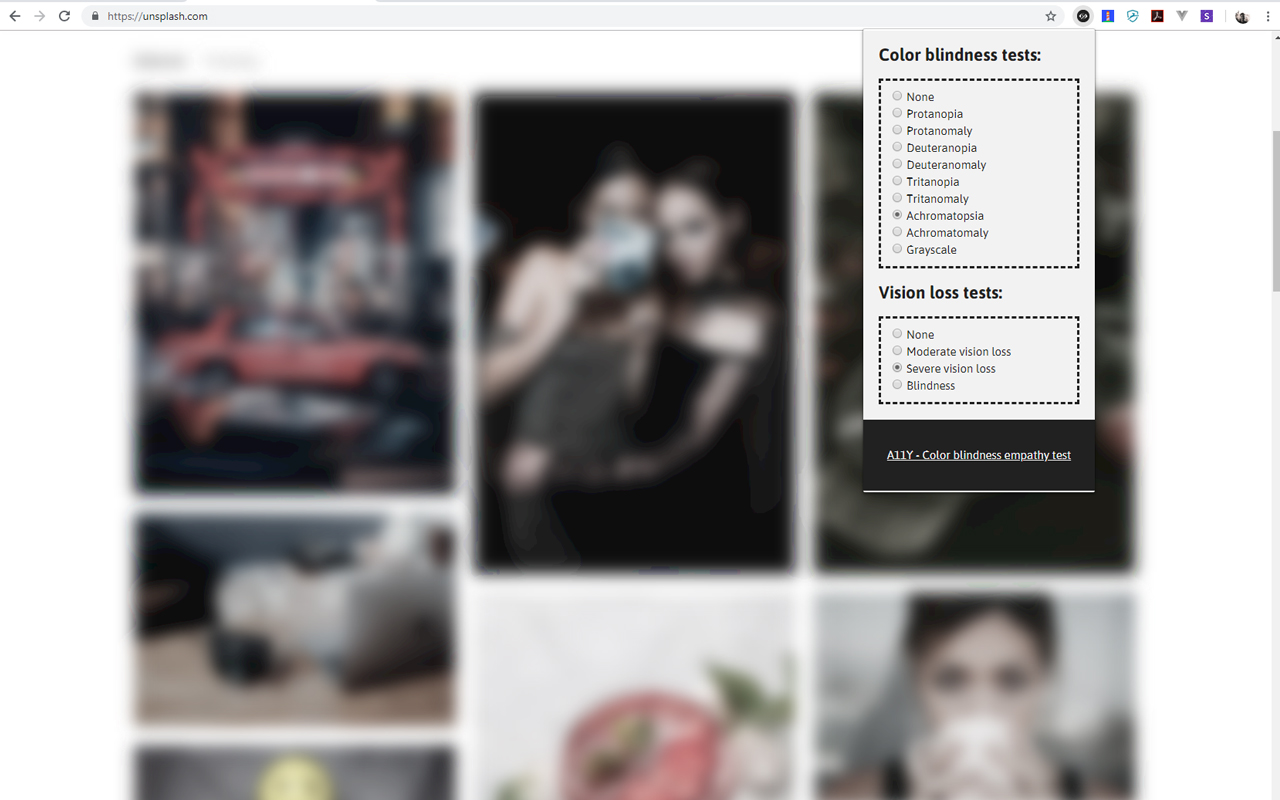 https://unsplash.com
S
Color blindness tests:
None
Protanopia
Protanomaly
Deuteranopia
Deuteranomaly
Tritanopia
Tritanomaly
Achromatopsia
Achromatomaly
Grayscale
Vision loss tests:
None
Moderate vision loss
Severe vision loss
Blindness
A11Y - Color blindness empathy test